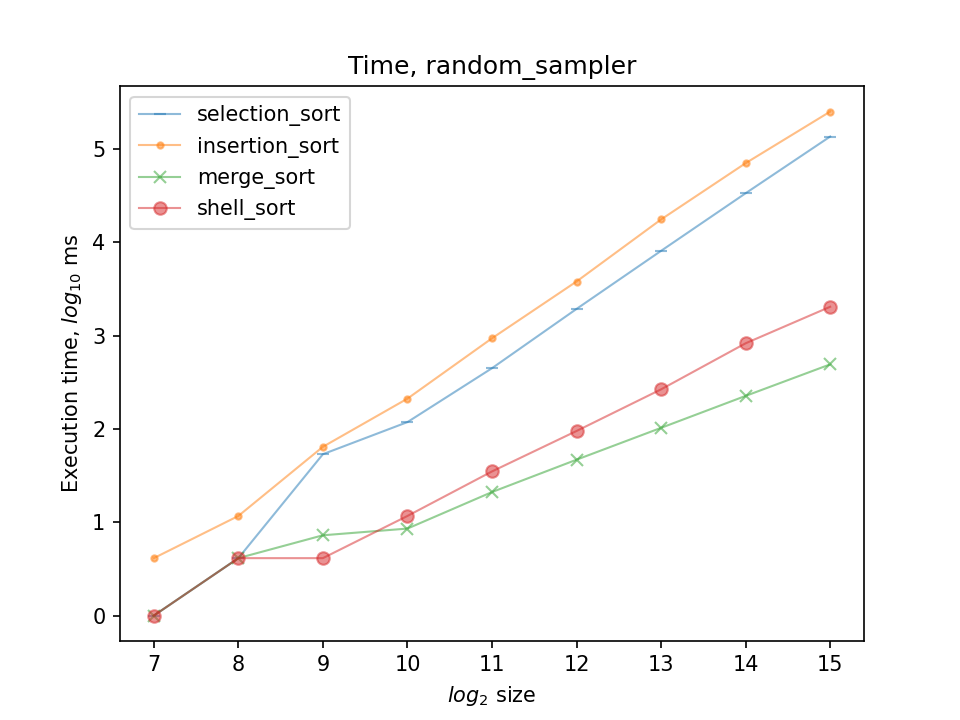 Time, random_sampler
selection_sort
insertion_sort
merge_sort
shell_sort
Execution time, log₁₀ ms
5
4
3
2
1
0
7 8 9 10 11 12 13 14 15
log₂ size